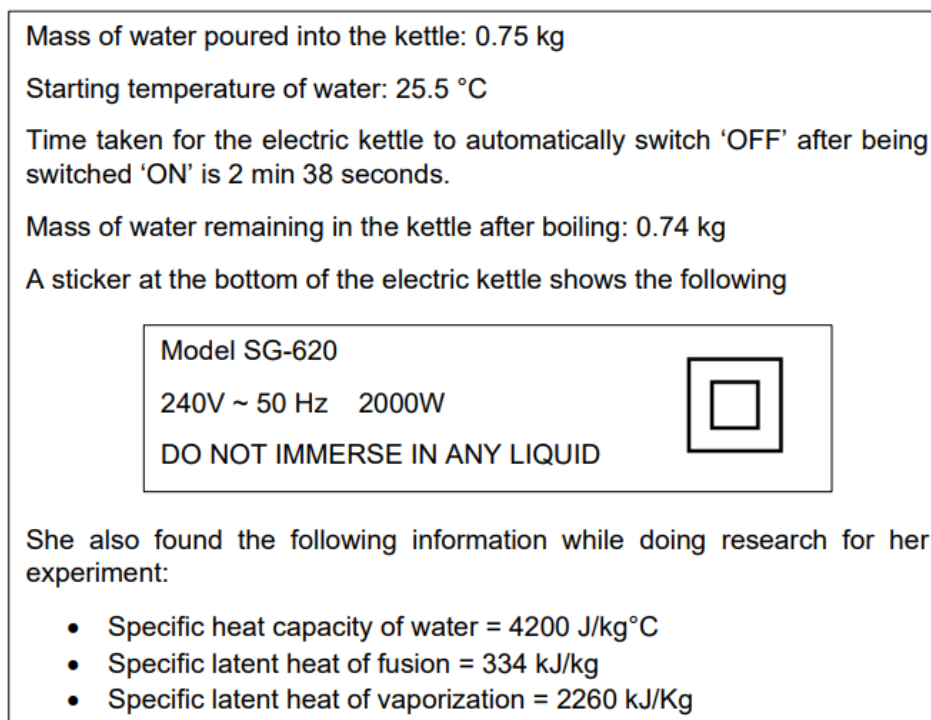 Mass of water poured into the kettle: 0.75 kg
Starting temperature of water: 25.5 °C
Time taken for the electric kettle to automatically switch ‘OFF’ after being
switched ‘ON’ is 2 min 38 seconds.
Mass of water remaining in the kettle after boiling: 0.74 kg
A sticker at the bottom of the electric kettle shows the following
Model SG-620
240V ~ 50 Hz 2000W
DO NOT IMMERSE IN ANY LIQUID
She also found the following information while doing research for her
experiment:
• Specific heat capacity of water = 4200 J/kg°C
• Specific latent heat of fusion = 334 kJ/kg
• Specific latent heat of vaporization = 2260 kJ/Kg